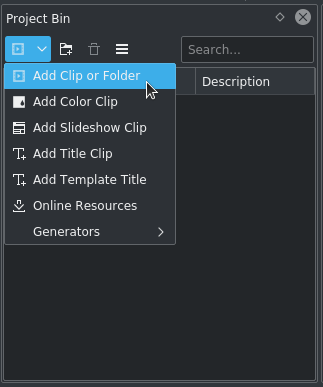 Project Bin
Search...
Add Clip or Folder
Description
Add Color Clip
Add Slideshow Clip
Add Title Clip
Add Template Title
Online Resources
Generators